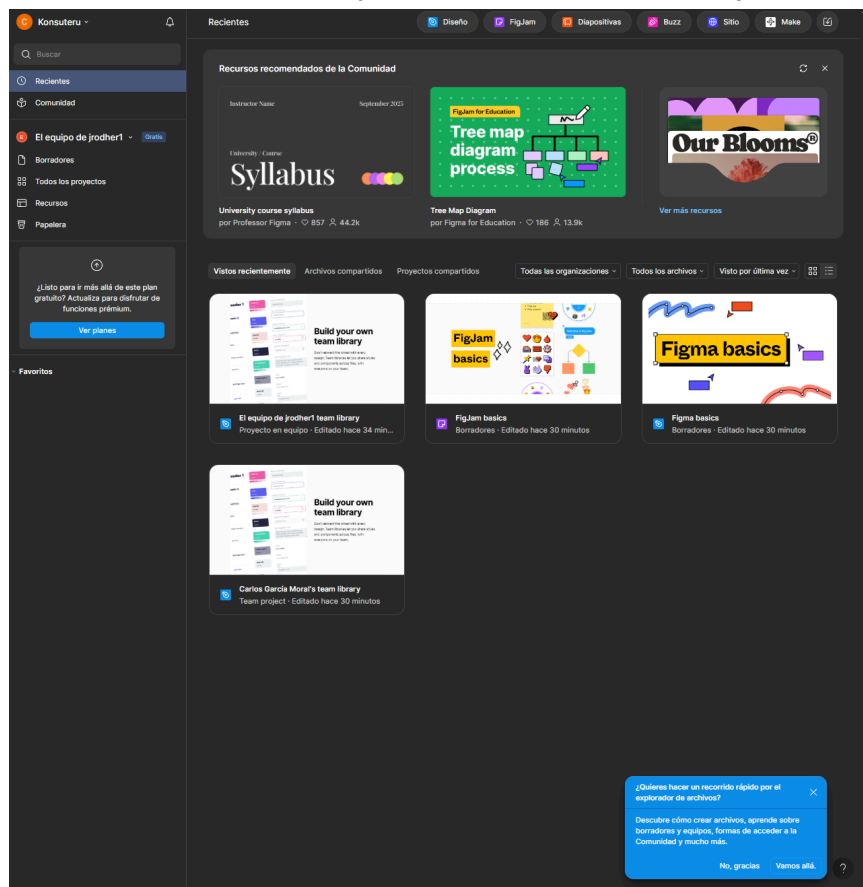 Konsuteru
Recientes
Diseño
FigJam
Diapositivas
Buzz
Sitio
Make
Buscar
Recientes
Comunidad
El equipo de jrodher1
Gratis
Borradores
Todos los proyectos
Recursos
Papelera
¿Listo para ir más allá de este plan
gratuito? Actualiza para disfrutar de
funciones prémium.
Ver planes
Favoritos
Recursos recomendados de la Comunidad
Instructor Name
September 2025
University / Course
Syllabus
University course syllabus
por Professor Figma · 857 44.2k
FigJam for Education
Tree map
diagram
process
Tree Map Diagram
por Figma for Education · 186 13.9k
Our Blooms®
Ver más recursos
Vistos recientemente
Archivos compartidos
Proyectos compartidos
Todas las organizaciones
Todos los archivos
Visto por última vez
Build your own
team library
El equipo de jrodher1 team library
Proyecto en equipo · Editado hace 34 min...
FigJam
basics
FigJam basics
Borradores · Editado hace 30 minutos
Figma basics
Figma basics
Borradores · Editado hace 30 minutos
Build your own
team library
Carlos García Moral's team library
Team project · Editado hace 30 minutos
¿Quieres hacer un recorrido rápido por el
explorador de archivos?
Descubre cómo crear archivos, aprende sobre
borradores y equipos, formas de acceder a la
Comunidad y mucho más.
No, gracias
Vamos allá.
?